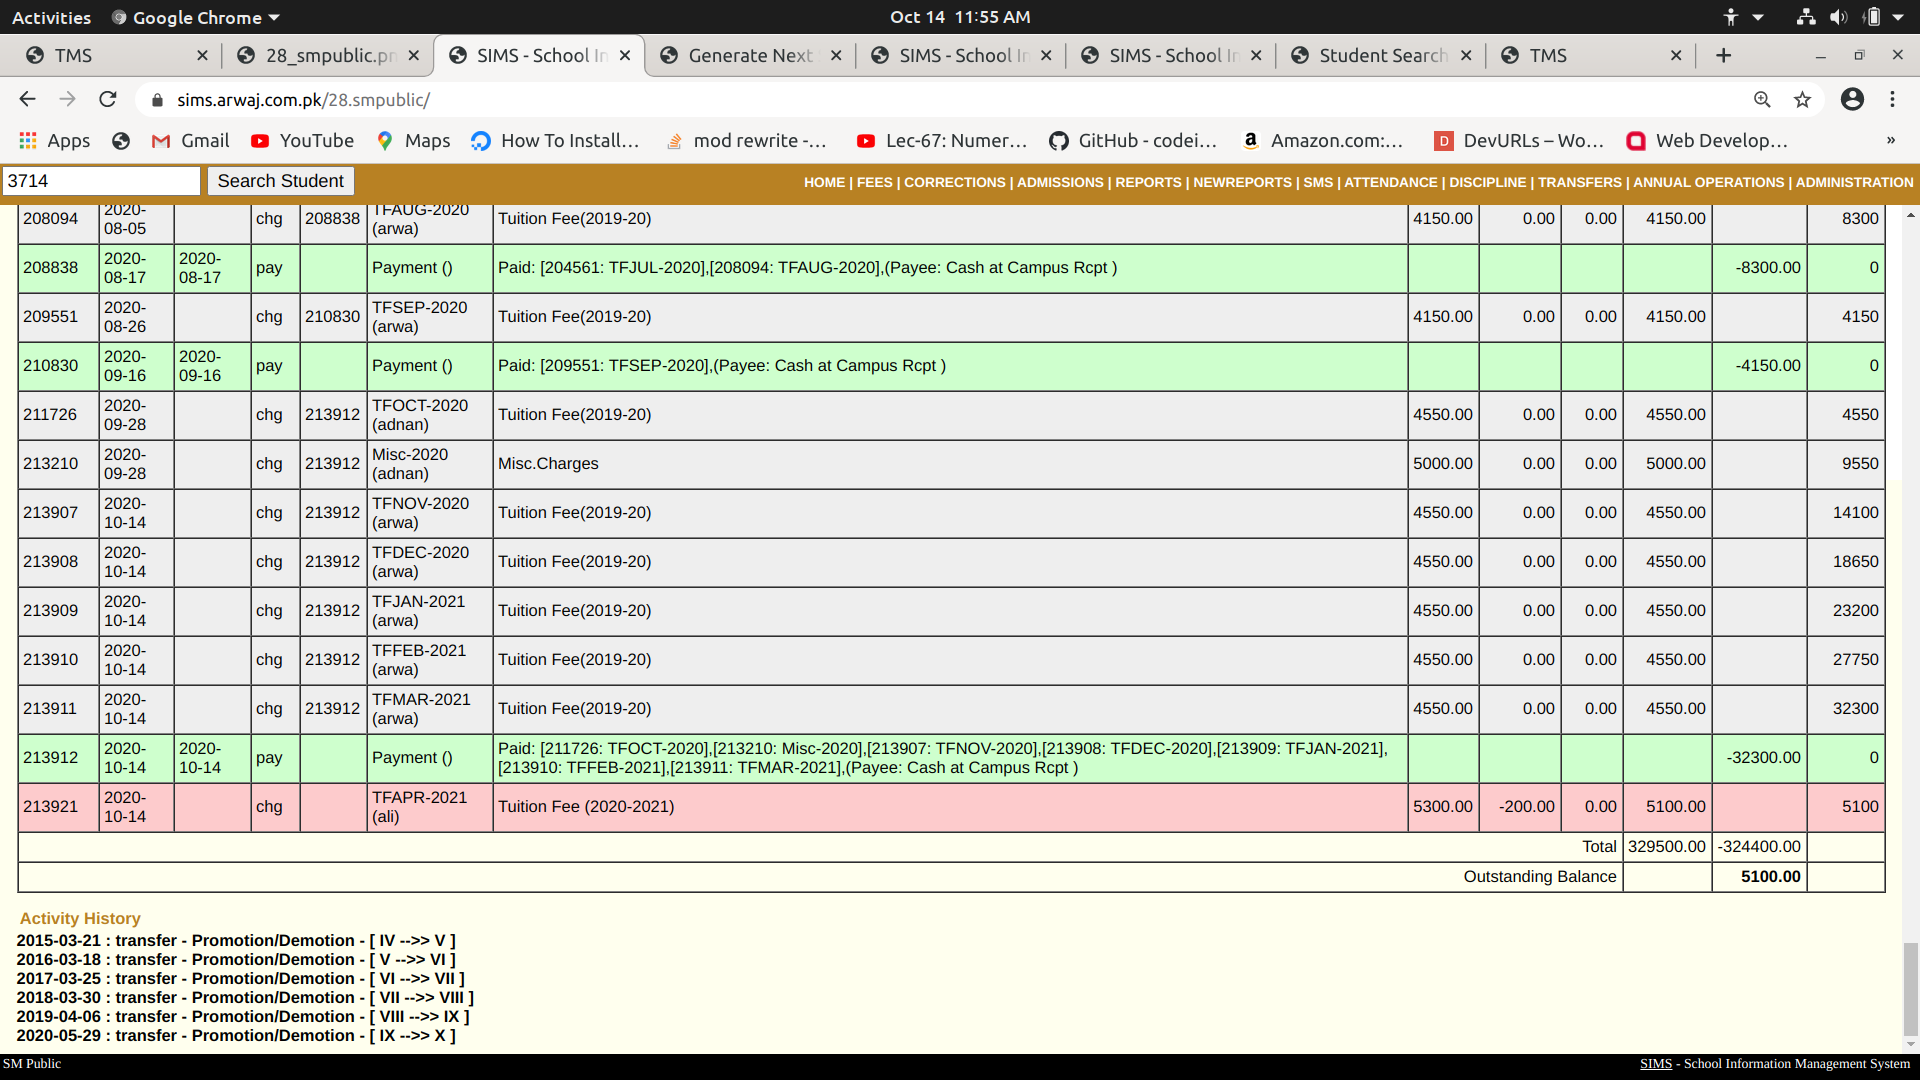 Activities Google Chrome Oct 14 11:55 AM
TMS 28_smpublic.pn SIMS - School In Generate Next SIMS - School In SIMS - School In Student Search TMS
sims.arwaj.com.pk/28.smpublic/
Apps Gmail YouTube Maps How To Install... mod rewrite -... Lec-67: Numer... GitHub - codei... Amazon.com:... DevURLs – Wo... Web Develop... »
3714 Search Student HOME | FEES | CORRECTIONS | ADMISSIONS | REPORTS | NEWREPORTS | SMS | ATTENDANCE | DISCIPLINE | TRANSFERS | ANNUAL OPERATIONS | ADMINISTRATION
208094 2020-08-05 chg 208838 TFAUG-2020 (arwa) Tuition Fee(2019-20) 4150.00 0.00 0.00 4150.00 8300
208838 2020-08-17 2020-08-17 pay Payment () Paid: [204561: TFJUL-2020],[208094: TFAUG-2020],(Payee: Cash at Campus Rcpt ) -8300.00 0
209551 2020-08-26 chg 210830 TFSEP-2020 (arwa) Tuition Fee(2019-20) 4150.00 0.00 0.00 4150.00 4150
210830 2020-09-16 2020-09-16 pay Payment () Paid: [209551: TFSEP-2020],(Payee: Cash at Campus Rcpt ) -4150.00 0
211726 2020-09-28 chg 213912 TFOCT-2020 (adnan) Tuition Fee(2019-20) 4550.00 0.00 0.00 4550.00 4550
213210 2020-09-28 chg 213912 Misc-2020 (adnan) Misc.Charges 5000.00 0.00 0.00 5000.00 9550
213907 2020-10-14 chg 213912 TFNOV-2020 (arwa) Tuition Fee(2019-20) 4550.00 0.00 0.00 4550.00 14100
213908 2020-10-14 chg 213912 TFDEC-2020 (arwa) Tuition Fee(2019-20) 4550.00 0.00 0.00 4550.00 18650
213909 2020-10-14 chg 213912 TFJAN-2021 (arwa) Tuition Fee(2019-20) 4550.00 0.00 0.00 4550.00 23200
213910 2020-10-14 chg 213912 TFFEB-2021 (arwa) Tuition Fee(2019-20) 4550.00 0.00 0.00 4550.00 27750
213911 2020-10-14 chg 213912 TFMAR-2021 (arwa) Tuition Fee(2019-20) 4550.00 0.00 0.00 4550.00 32300
213912 2020-10-14 2020-10-14 pay Payment () Paid: [211726: TFOCT-2020],[213210: Misc-2020],[213907: TFNOV-2020],[213908: TFDEC-2020],[213909: TFJAN-2021],[213910: TFFEB-2021],[213911: TFMAR-2021],(Payee: Cash at Campus Rcpt ) -32300.00 0
213921 2020-10-14 chg TFAPR-2021 (ali) Tuition Fee (2020-2021) 5300.00 -200.00 0.00 5100.00 5100
Total 329500.00 -324400.00
Outstanding Balance 5100.00
Activity History
2015-03-21 : transfer - Promotion/Demotion - [ IV -->> V ]
2016-03-18 : transfer - Promotion/Demotion - [ V -->> VI ]
2017-03-25 : transfer - Promotion/Demotion - [ VI -->> VII ]
2018-03-30 : transfer - Promotion/Demotion - [ VII -->> VIII ]
2019-04-06 : transfer - Promotion/Demotion - [ VIII -->> IX ]
2020-05-29 : transfer - Promotion/Demotion - [ IX -->> X ]
SM Public SIMS - School Information Management System